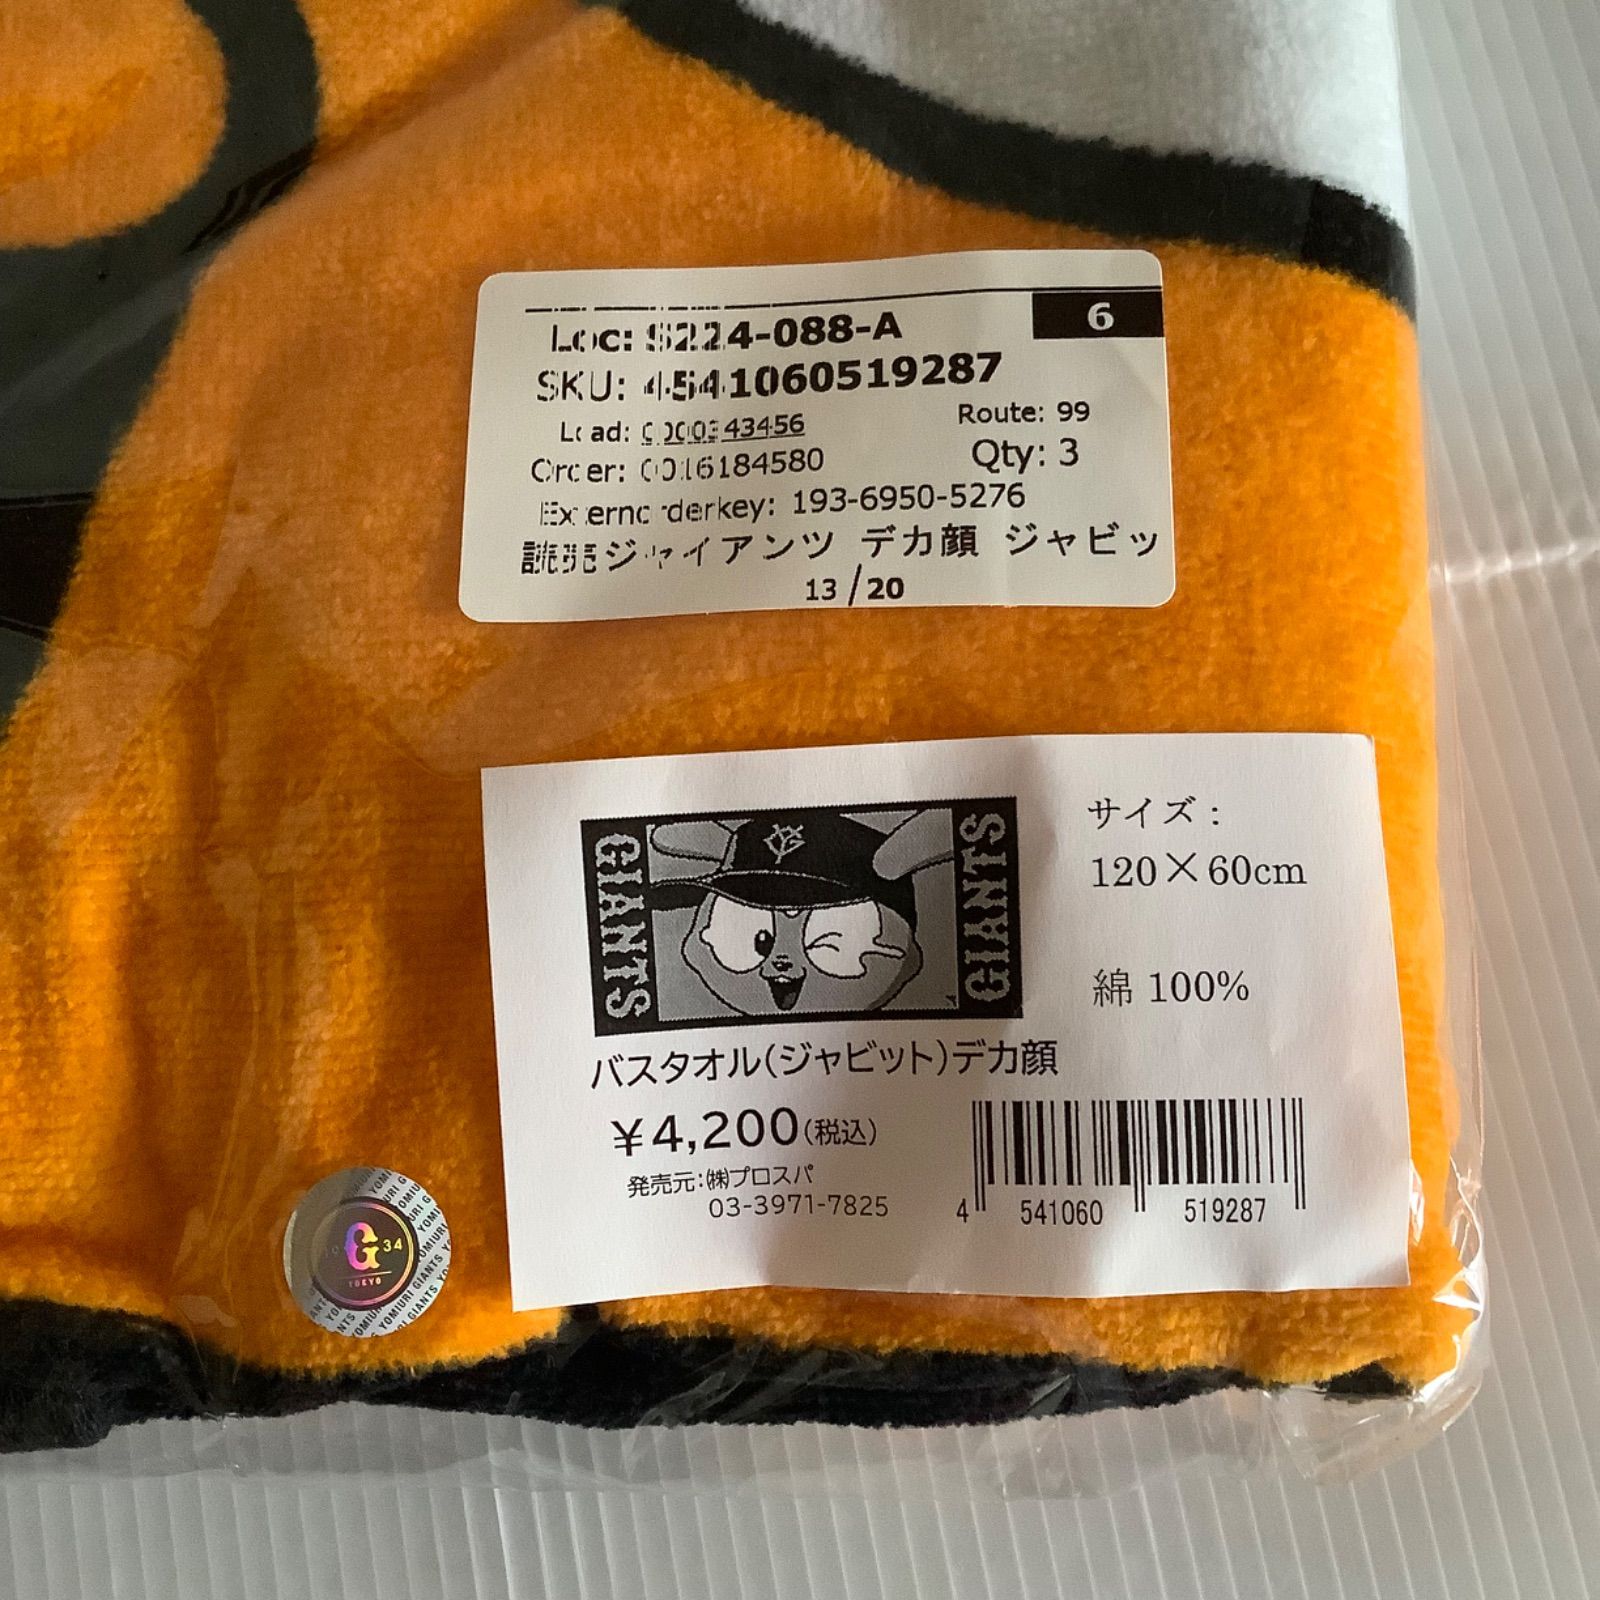 6
Loc: S224-088-A
SKU: 4541060519287
Load: 0000343456
Route: 99
Order: 0016184580
Qty: 3
Externorderkey: 193-6950-5276
読売ジャイアンツ デカ顔 ジャビッ
13 / 20
GIANTS
GIANTS
サイズ:
120×60cm
綿 100%
バスタオル(ジャビット)デカ顔
¥4,200(税込)
発売元:㈱プロスパ
03-3971-7825
4 541060 519287
G 34
TOKYO
YOMIURI GIANTS